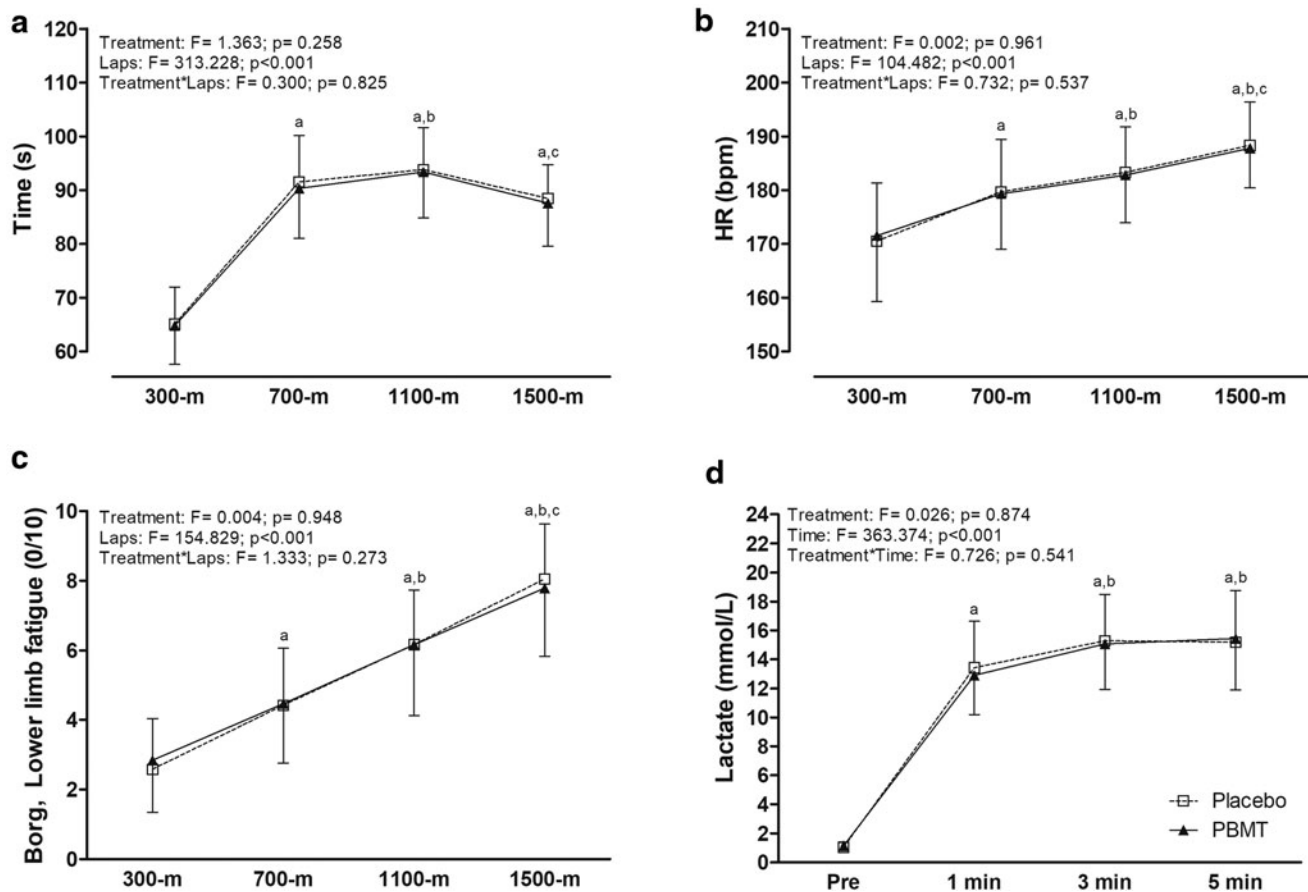 a
Treatment: F= 1.363; p= 0.258
Laps: F= 313.228; p<0.001
Treatment*Laps: F= 0.300; p= 0.825
Time (s)
120
110
100
90
80
70
60
a
a,b
a,c
300-m 700-m 1100-m 1500-m
b
Treatment: F= 0.002; p= 0.961
Laps: F= 104.482; p<0.001
Treatment*Laps: F= 0.732; p= 0.537
HR (bpm)
210
200
190
180
170
160
150
a
a,b
a,b,c
300-m 700-m 1100-m 1500-m
c
Treatment: F= 0.004; p= 0.948
Laps: F= 154.829; p<0.001
Treatment*Laps: F= 1.333; p= 0.273
Borg, Lower limb fatigue (0/10)
10
8
6
4
2
0
a
a,b
a,b,c
300-m 700-m 1100-m 1500-m
d
Treatment: F= 0.026; p= 0.874
Time: F= 363.374; p<0.001
Treatment*Time: F= 0.726; p= 0.541
Lactate (mmol/L)
24
22
20
18
16
14
12
10
8
6
4
2
0
a
a,b
a,b
Placebo
PBMT
Pre 1 min 3 min 5 min